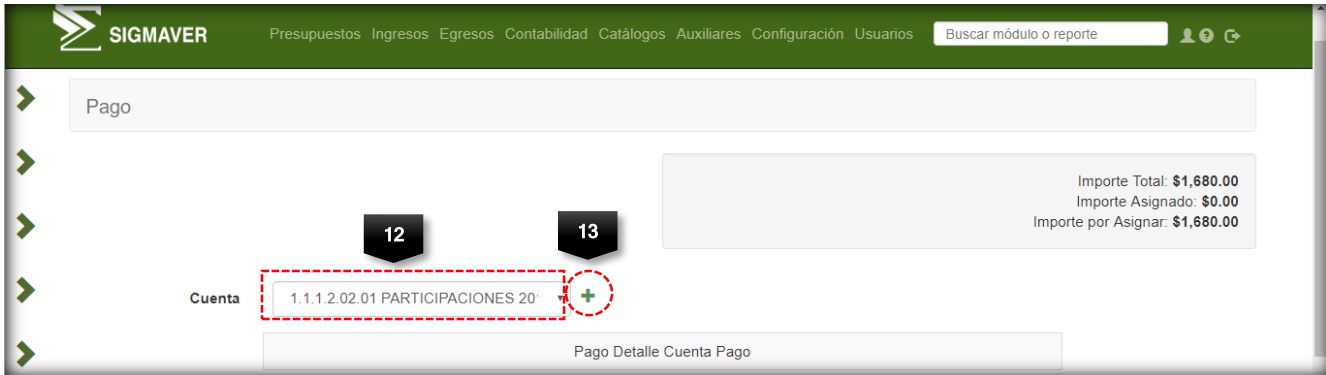 SIGMAVER
Presupuestos Ingresos Egresos Contabilidad Catálogos Auxiliares Configuración Usuarios
Buscar módulo o reporte
Pago
Importe Total: $1,680.00
Importe Asignado: $0.00
Importe por Asignar: $1,680.00
12
13
Cuenta
1.1.1.2.02.01 PARTICIPACIONES 20
Pago Detalle Cuenta Pago